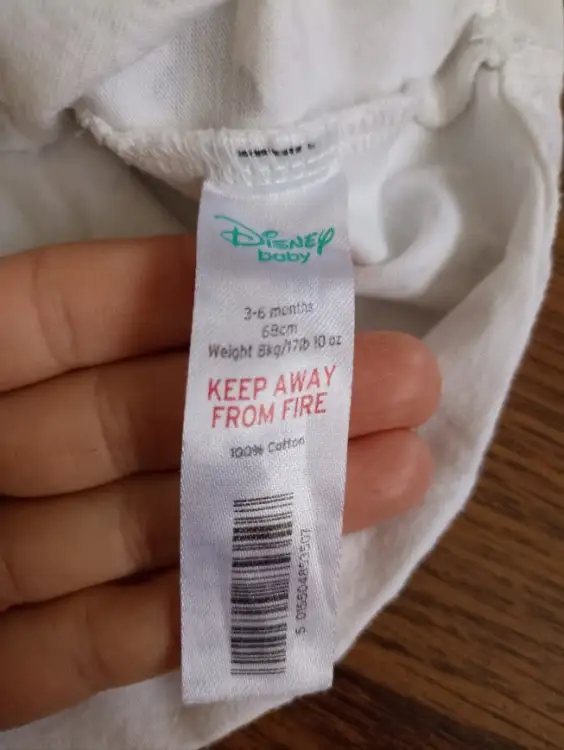 Disney
baby
3-6 months
68cm
Weight 8kg/17lb 10 oz
KEEP AWAY
FROM FIRE
100% Cotton